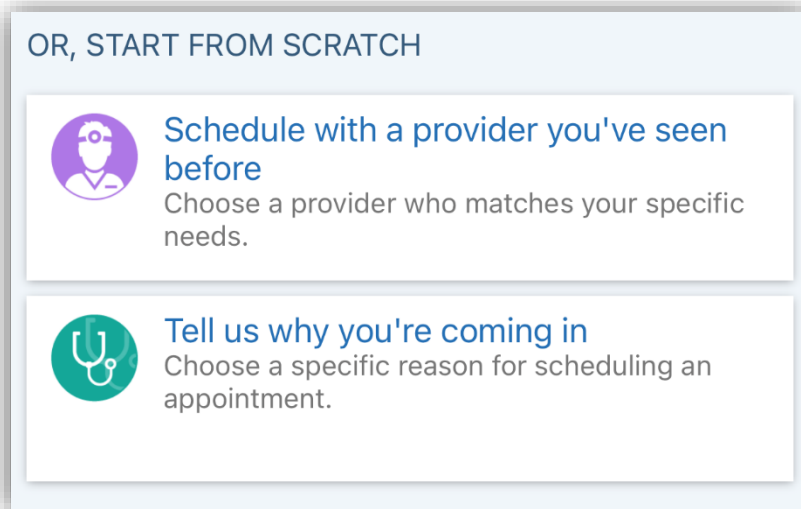 OR, START FROM SCRATCH
Schedule with a provider you've seen
before
Choose a provider who matches your specific
needs.
Tell us why you're coming in
Choose a specific reason for scheduling an
appointment.